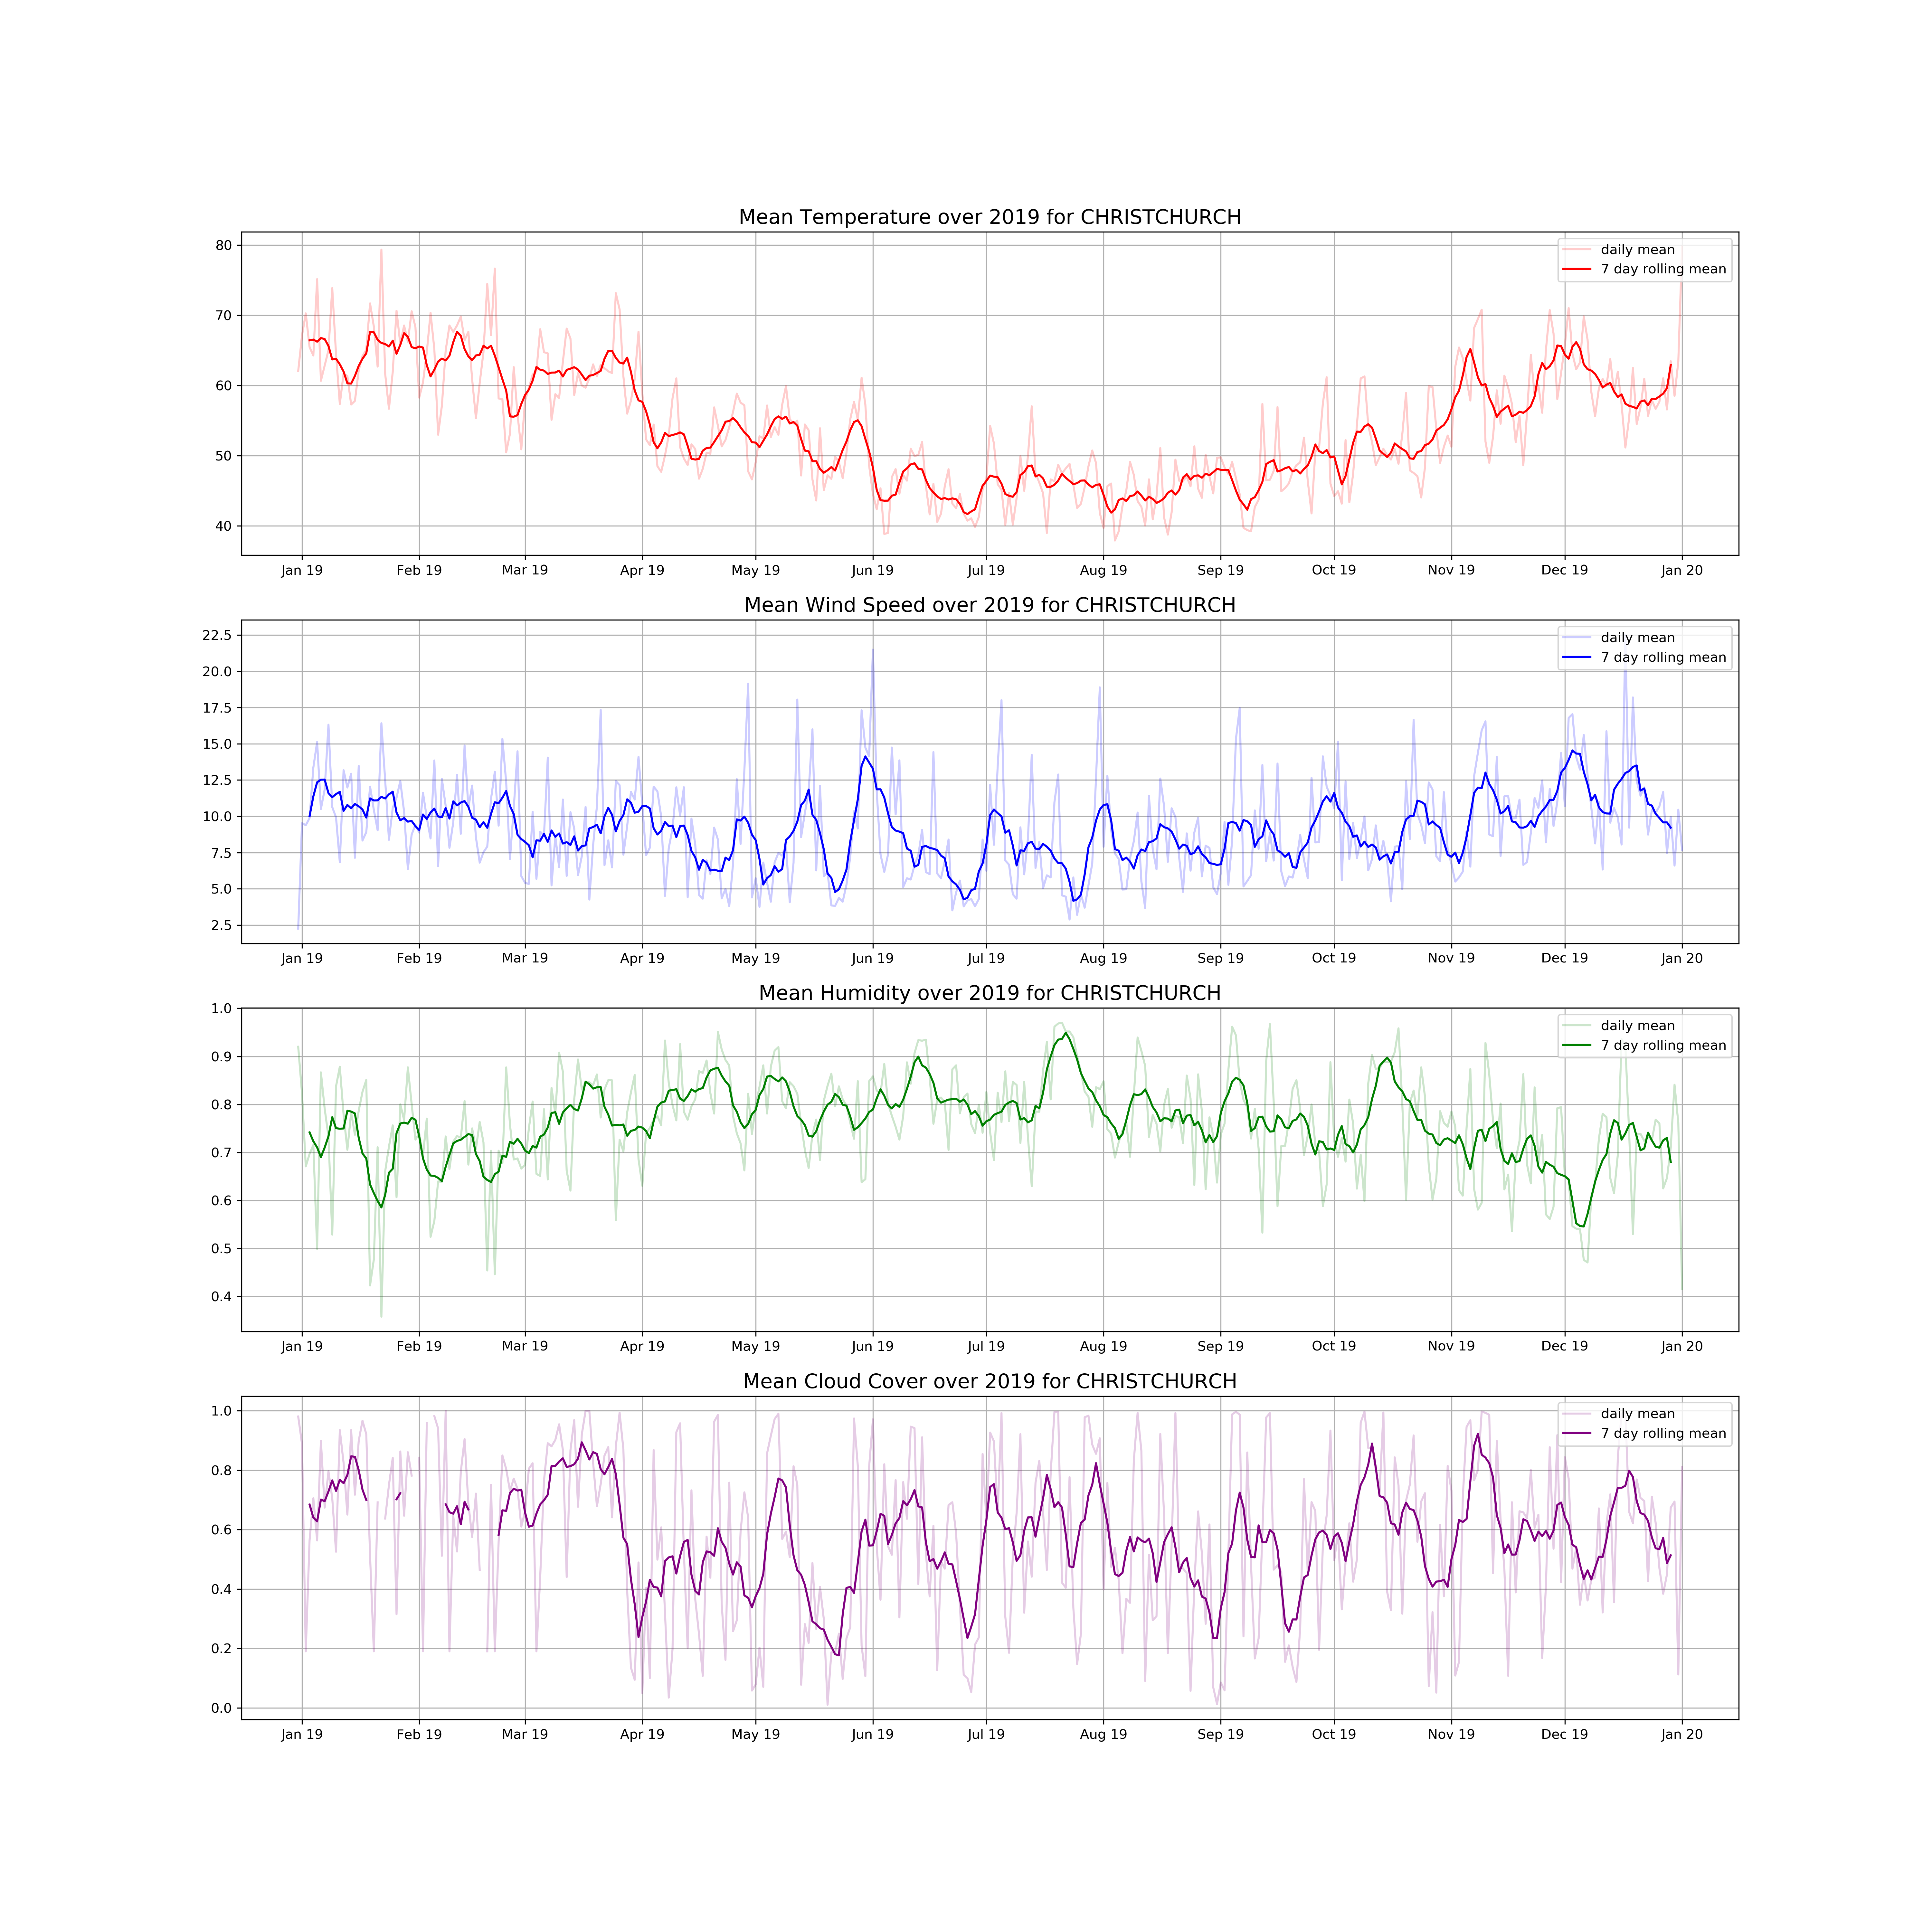 Mean Temperature over 2019 for CHRISTCHURCH
daily mean
7 day rolling mean
80
70
60
50
40
Jan 19 Feb 19 Mar 19 Apr 19 May 19 Jun 19 Jul 19 Aug 19 Sep 19 Oct 19 Nov 19 Dec 19 Jan 20
Mean Wind Speed over 2019 for CHRISTCHURCH
daily mean
7 day rolling mean
22.5
20.0
17.5
15.0
12.5
10.0
7.5
5.0
2.5
Jan 19 Feb 19 Mar 19 Apr 19 May 19 Jun 19 Jul 19 Aug 19 Sep 19 Oct 19 Nov 19 Dec 19 Jan 20
Mean Humidity over 2019 for CHRISTCHURCH
daily mean
7 day rolling mean
1.0
0.9
0.8
0.7
0.6
0.5
0.4
Jan 19 Feb 19 Mar 19 Apr 19 May 19 Jun 19 Jul 19 Aug 19 Sep 19 Oct 19 Nov 19 Dec 19 Jan 20
Mean Cloud Cover over 2019 for CHRISTCHURCH
daily mean
7 day rolling mean
1.0
0.8
0.6
0.4
0.2
0.0
Jan 19 Feb 19 Mar 19 Apr 19 May 19 Jun 19 Jul 19 Aug 19 Sep 19 Oct 19 Nov 19 Dec 19 Jan 20